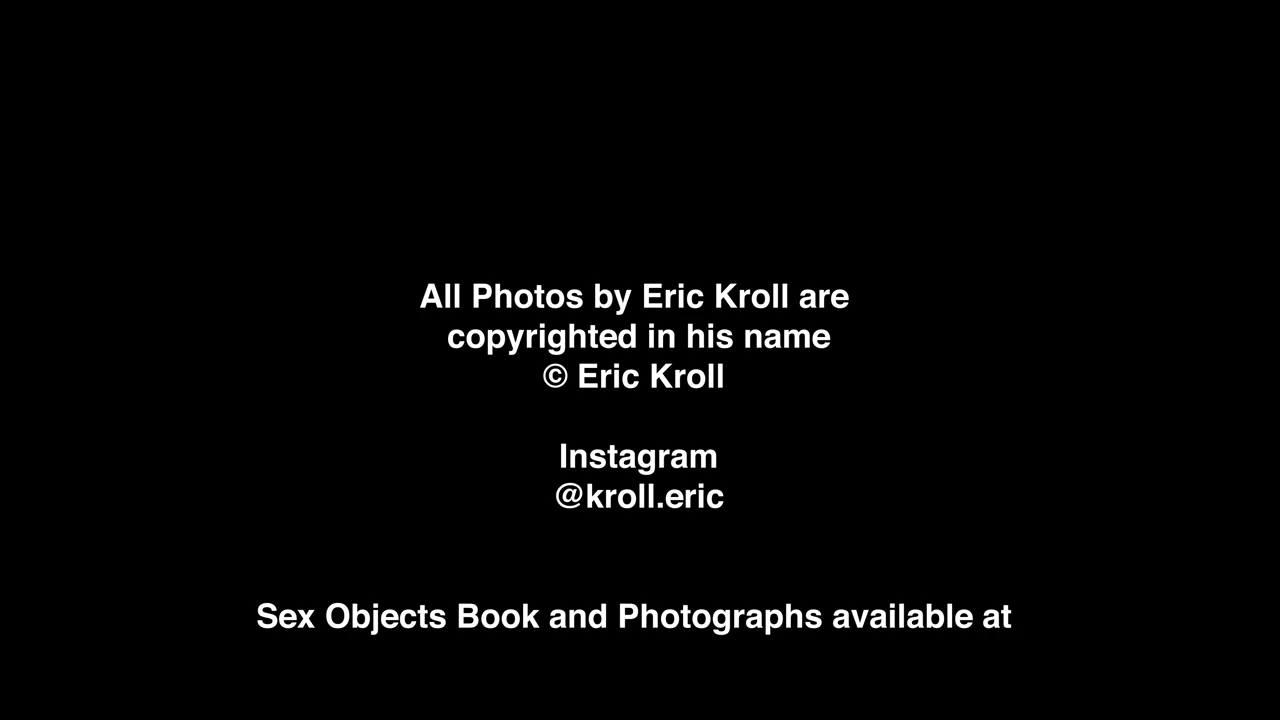 All Photos by Eric Kroll are
copyrighted in his name
© Eric Kroll
Instagram
@kroll.eric
Sex Objects Book and Photographs available at